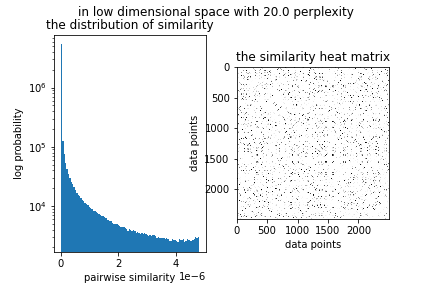 in low dimensional space with 20.0 perplexity
the distribution of similarity
log probability
10^6
10^5
10^4
0
2
4
1e−6
pairwise similarity
the similarity heat matrix
data points
0
500
1000
1500
2000
0
500
1000
1500
2000
data points